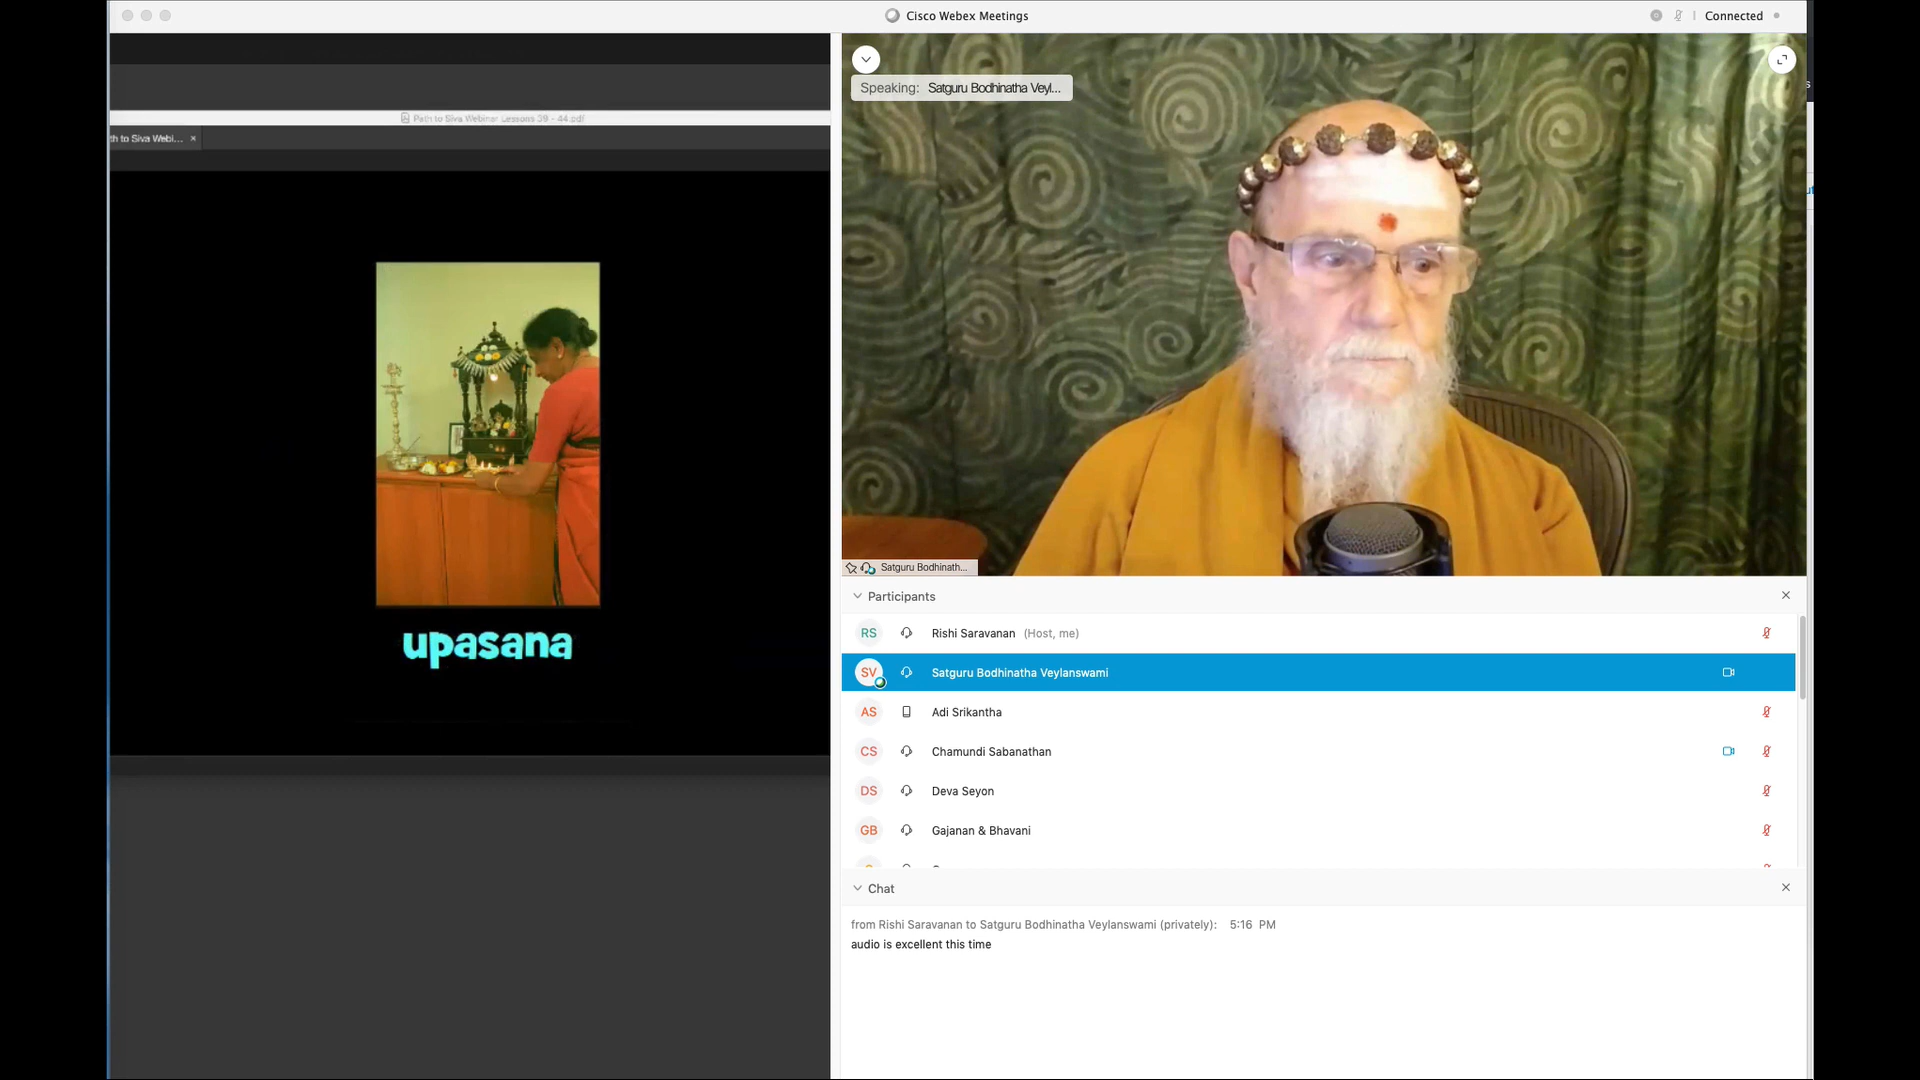 Cisco Webex Meetings
Connected
Path to Siva Webinar Lessons 39 - 44.pdf
th to Siva Webi... ×
upasana
Speaking: Satguru Bodhinatha Veyl...
Satguru Bodhinath...
Participants
RS Rishi Saravanan (Host, me)
SV Satguru Bodhinatha Veylanswami
AS Adi Srikantha
CS Chamundi Sabanathan
DS Deva Seyon
GB Gajanan & Bhavani
Chat
from Rishi Saravanan to Satguru Bodhinatha Veylanswami (privately): 5:16 PM
audio is excellent this time